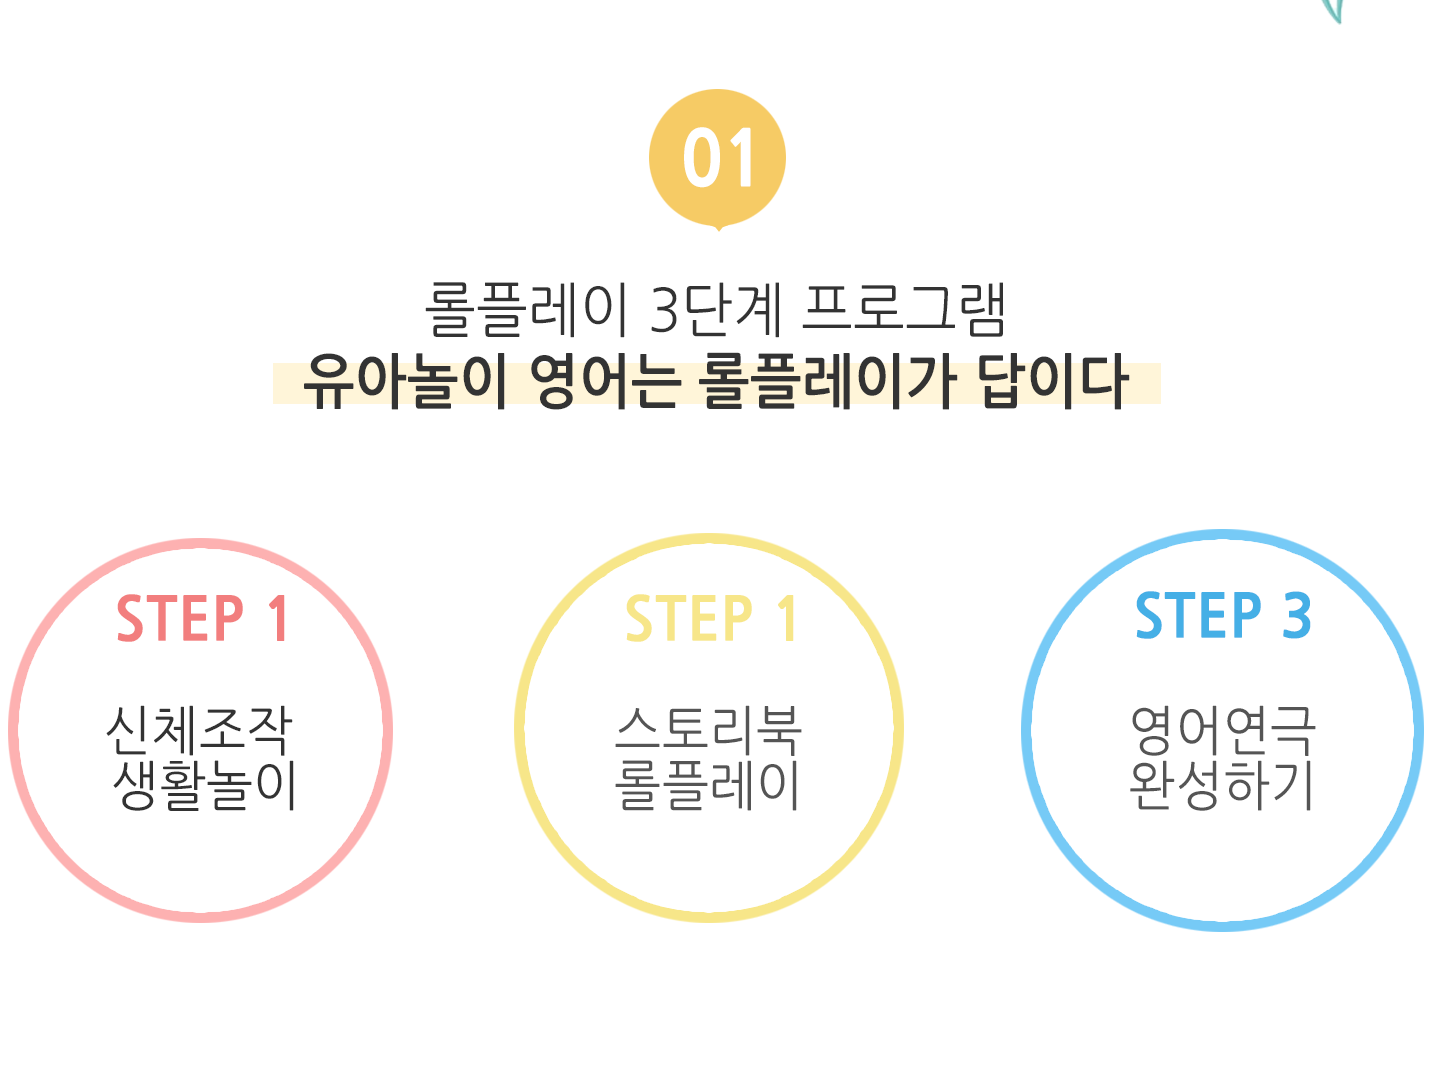 01
롤플레이 3단계 프로그램
유아놀이 영어는 롤플레이가 답이다
STEP 1
신체조작
생활놀이
STEP 1
스토리북
롤플레이
STEP 3
영어연극
완성하기